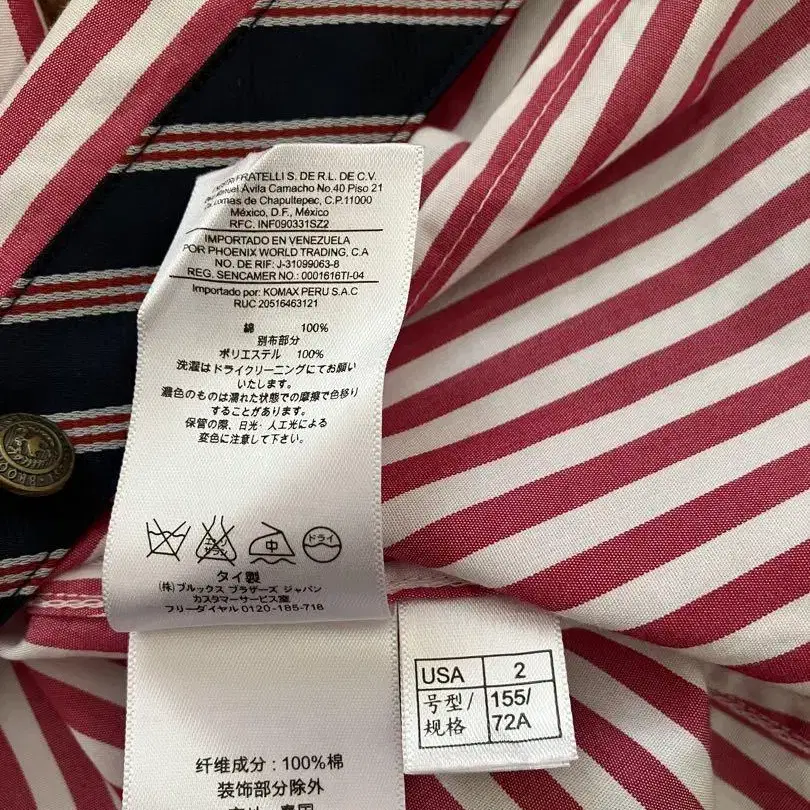 FRATELLI S. DE R.L. DE C.V.
Manuel Avila Camacho No.40 Piso 21
Lomas de Chapultepec, C.P.11000
México, D.F., México
RFC. INF090331SZ2
IMPORTADO EN VENEZUELA
POR PHOENIX WORLD TRADING, C.A
NO. DE RIF: J-31099063-8
REG. SENCAMER NO.: 0001616TI-04
Importado por: KOMAX PERU S.A.C
RUC 20516463121
綿 100%
別布部分
ポリエステル 100%
洗濯はドライクリーニングにてお願い
いたします。
濃色のものは濡れた状態での摩擦で色移り
することがあります。
保管の際、日光・人工光による
変色に注意して下さい。
エンソ
サラシ
中
ドライ
タイ製
(株)ブルックス ブラザーズ ジャパン
カスタマーサービス室
フリーダイヤル 0120-185-718
USA 2
号型/ 155/
规格 72A
纤维成分:100%棉
装饰部分除外